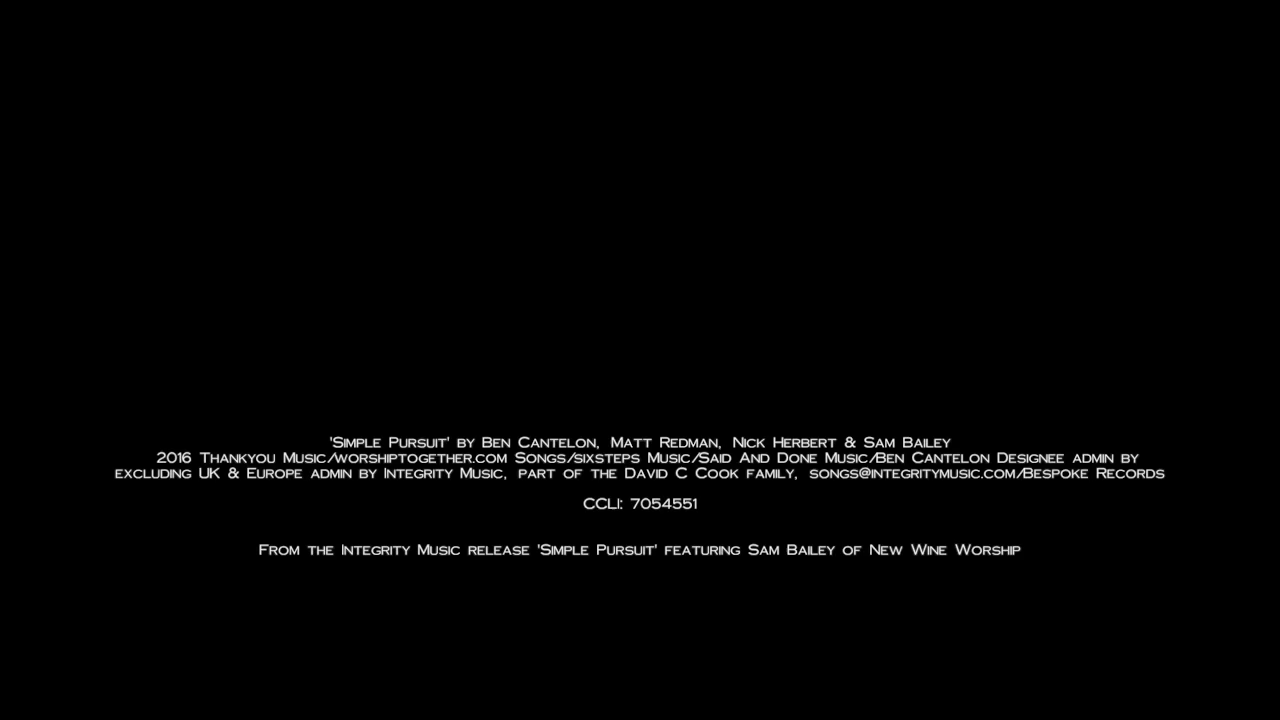 'Simple Pursuit' by Ben Cantelon, Matt Redman, Nick Herbert & Sam Bailey
2016 Thankyou Music/worshiptogether.com Songs/sixsteps Music/Said And Done Music/Ben Cantelon Designee admin by
excluding UK & Europe admin by Integrity Music, part of the David C Cook family, songs@integritymusic.com/Bespoke Records
CCLI: 7054551
From the Integrity Music release 'Simple Pursuit' featuring Sam Bailey of New Wine Worship